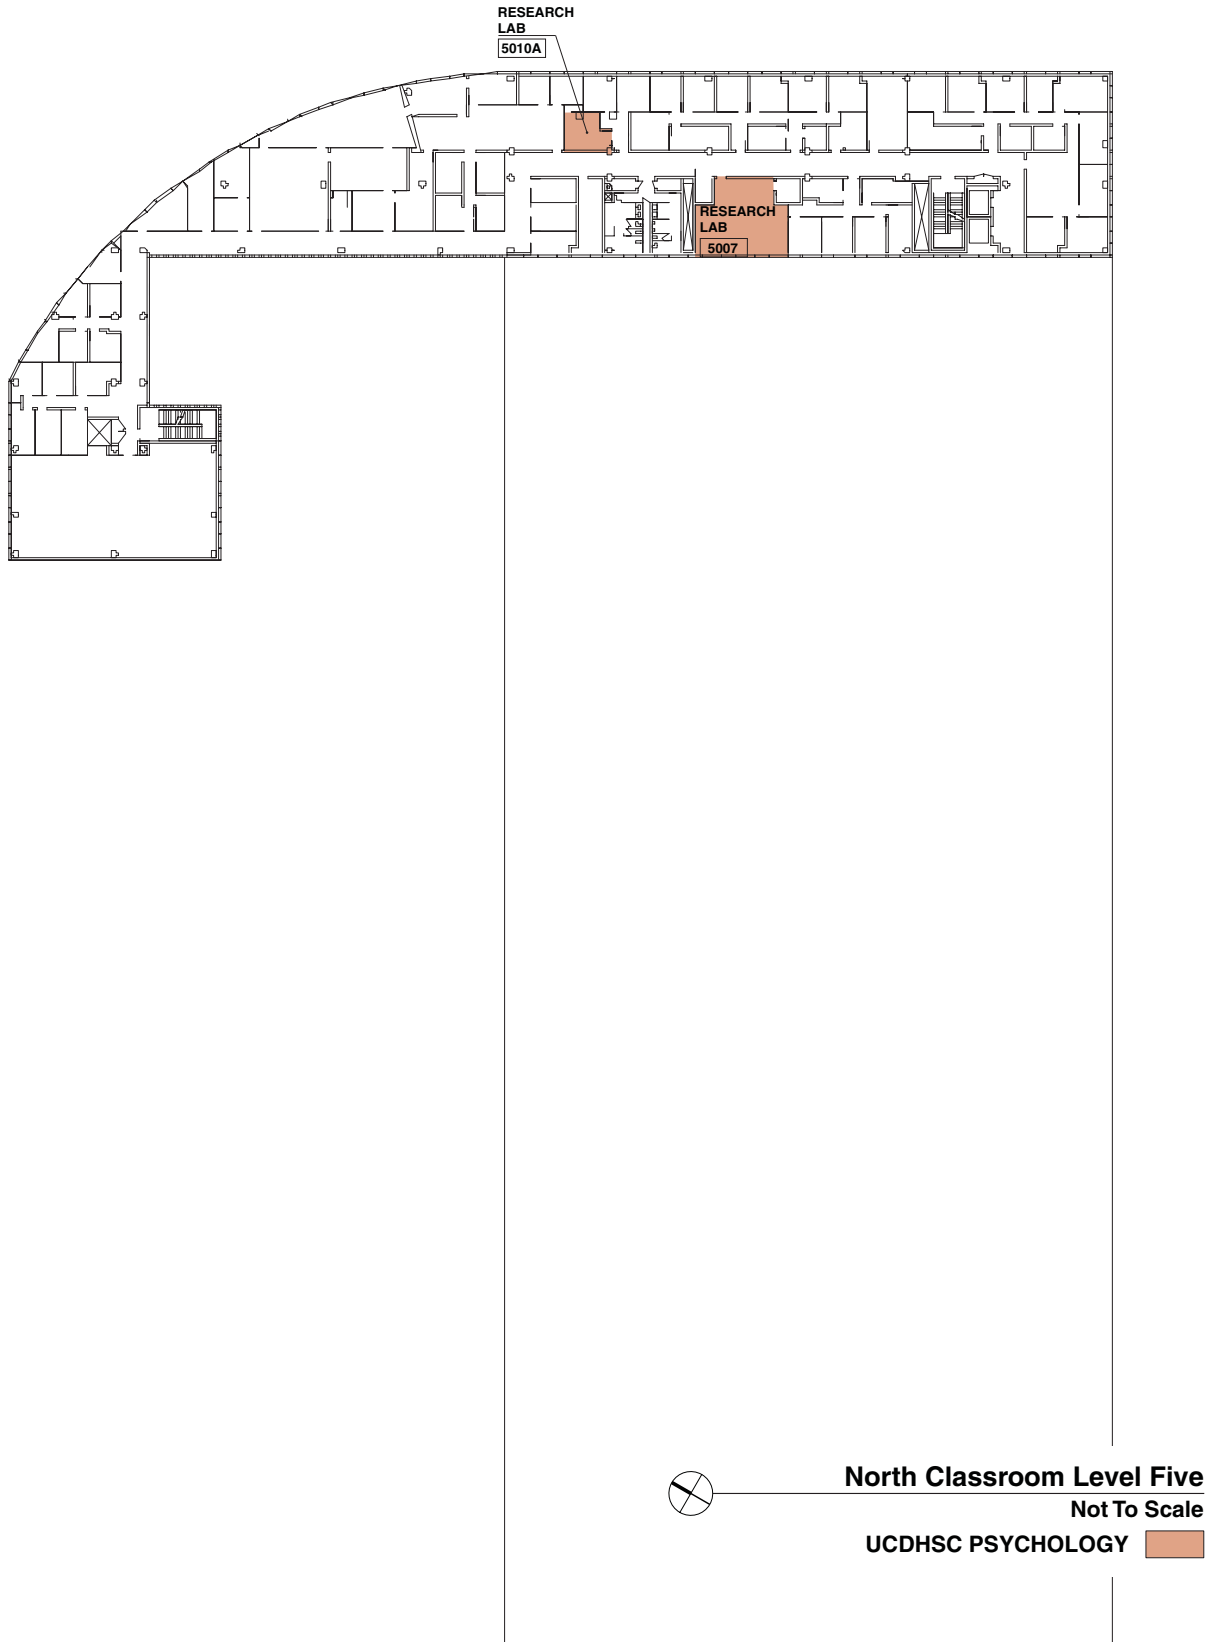 RESEARCH
LAB
5010A
RESEARCH
LAB
5007
North Classroom Level Five
Not To Scale
UCDHSC PSYCHOLOGY